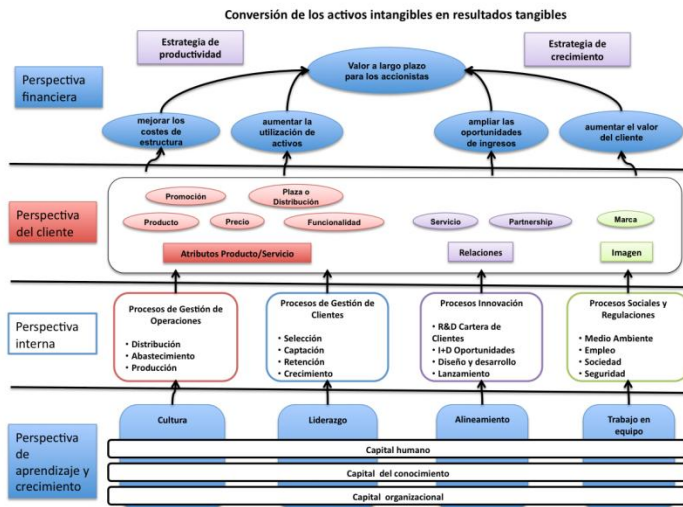 Conversión de los activos intangibles en resultados tangibles
Estrategia de
productividad
Estrategia de
crecimiento
Valor a largo plazo
para los accionistas
Perspectiva
financiera
mejorar los
costes de
estructura
aumentar la
utilización de
activos
ampliar las
oportunidades
de ingresos
aumentar el valor
del cliente
Perspectiva
del cliente
Promoción
Plaza o
Distribución
Producto
Precio
Funcionalidad
Servicio
Partnership
Marca
Atributos Producto/Servicio
Relaciones
Imagen
Perspectiva
interna
Procesos de Gestión de
Operaciones
• Distribución
• Abastecimiento
• Producción
Procesos de Gestión de
Clientes
• Selección
• Captación
• Retención
• Crecimiento
Procesos Innovación
• R&D Cartera de
Clientes
• I+D Oportunidades
• Diseño y desarrollo
• Lanzamiento
Procesos Sociales y
Regulaciones
• Medio Ambiente
• Empleo
• Sociedad
• Seguridad
Perspectiva
de
aprendizaje y
crecimiento
Cultura
Liderazgo
Alineamiento
Trabajo en
equipo
Capital humano
Capital del conocimiento
Capital organizacional